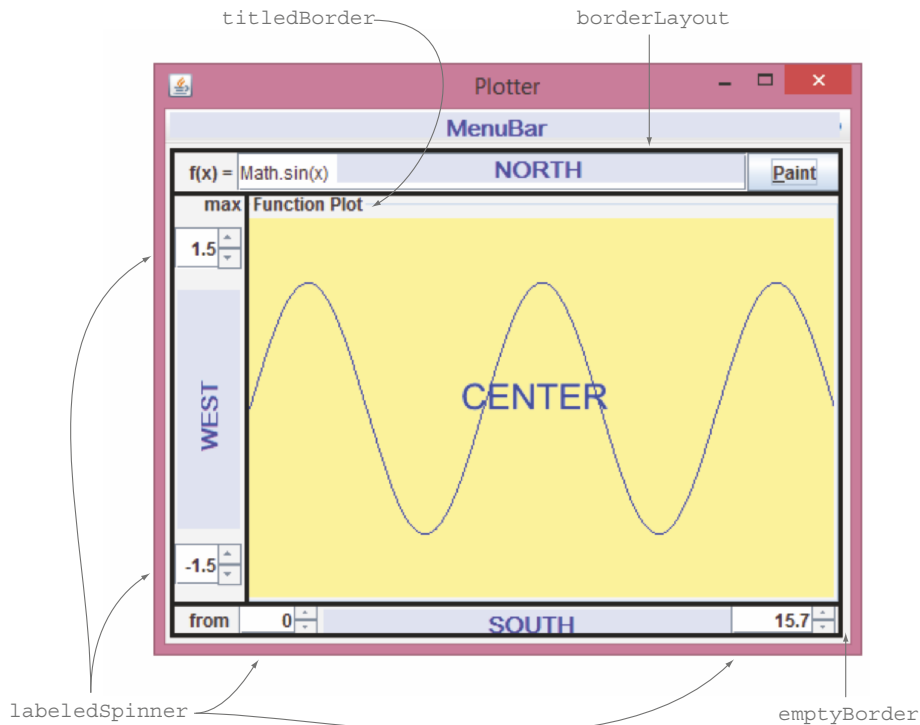 titledBorder
borderLayout
Plotter
MenuBar
f(x) =
Math.sin(x)
NORTH
Paint
max
Function Plot
1.5
WEST
CENTER
-1.5
from
0
SOUTH
15.7
labeledSpinner
emptyBorder